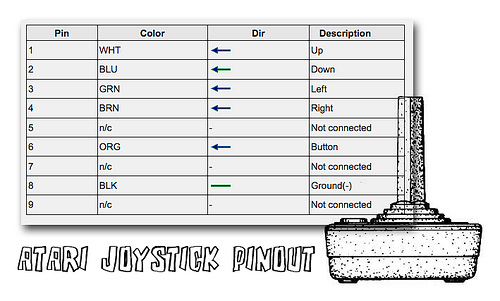 Pin Color Dir Description
1 WHT Up
2 BLU Down
3 GRN Left
4 BRN Right
5 n/c - Not connected
6 ORG Button
7 n/c - Not connected
8 BLK Ground(-)
9 n/c - Not connected
ATARI JOYSTICK PINOUT